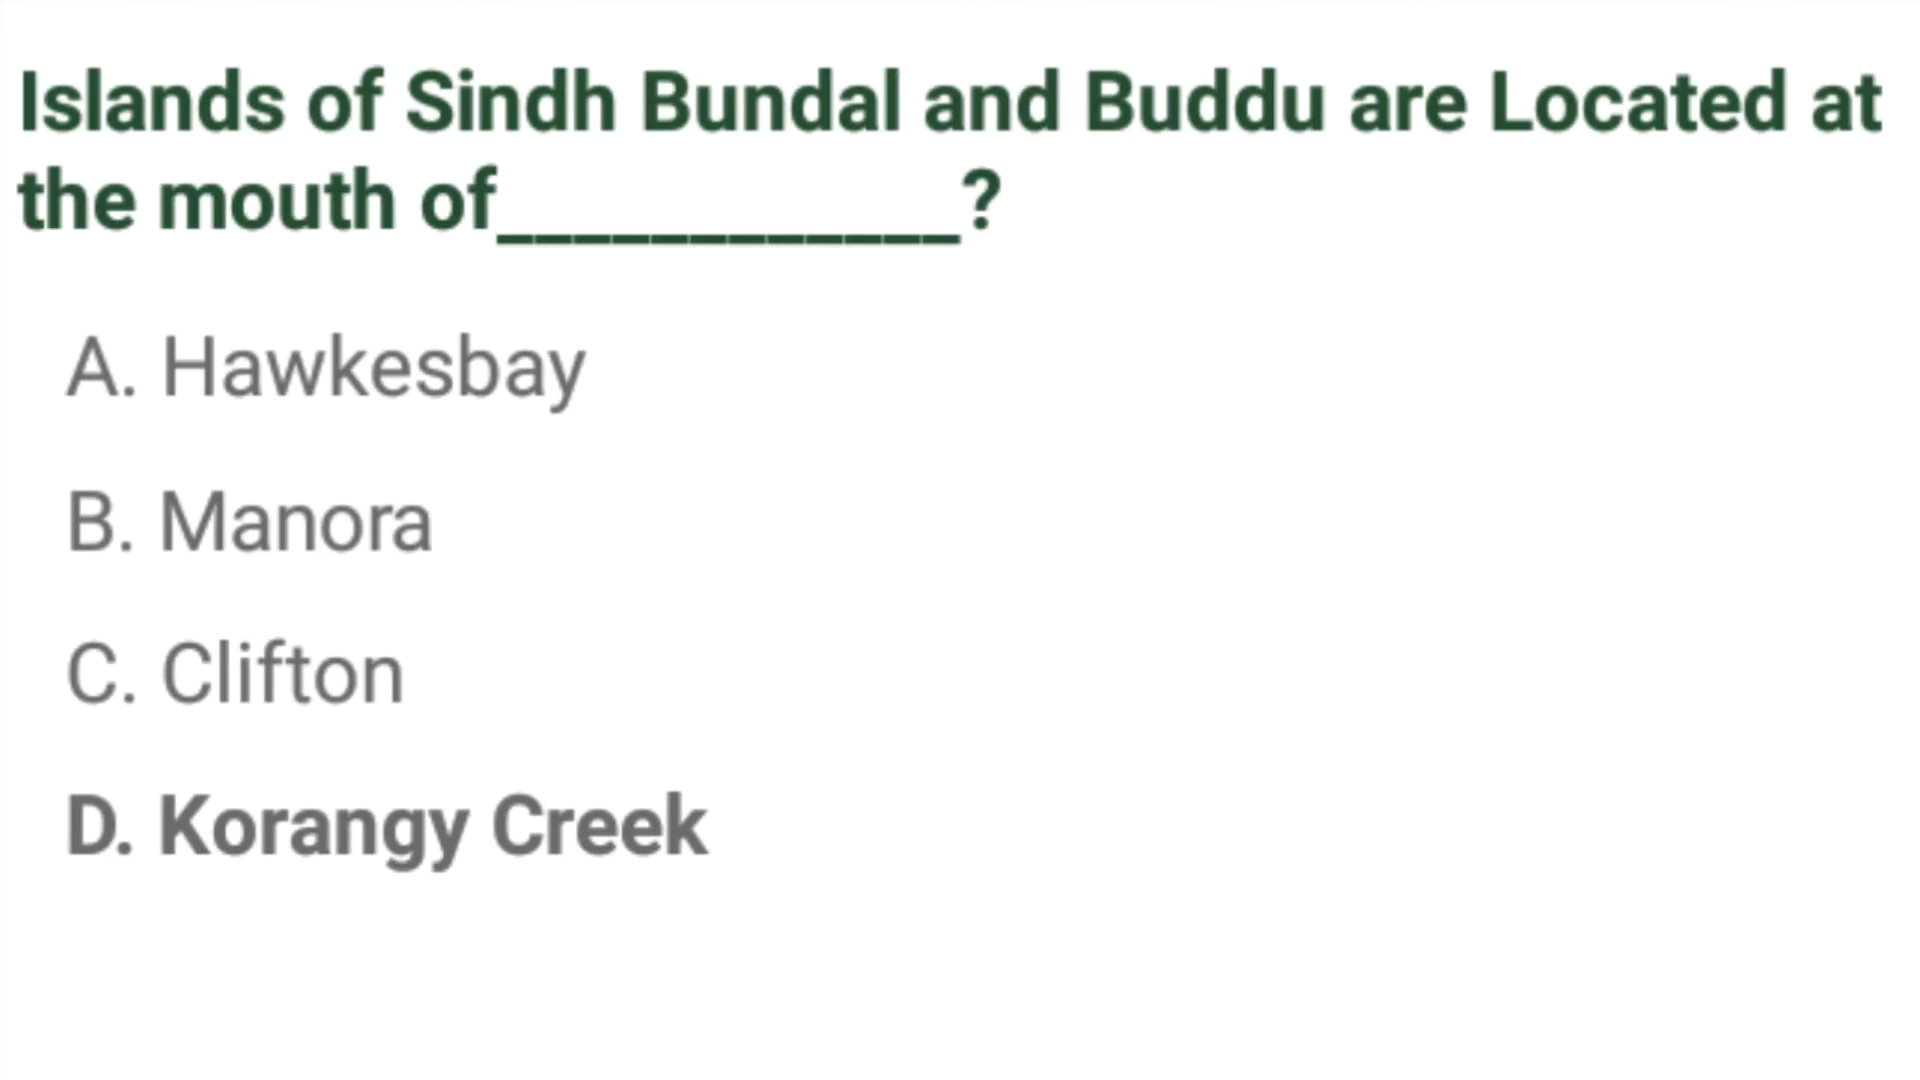 Islands of Sindh Bundal and Buddu are Located at
the mouth of____________?
A. Hawkesbay
B. Manora
C. Clifton
D. Korangy Creek